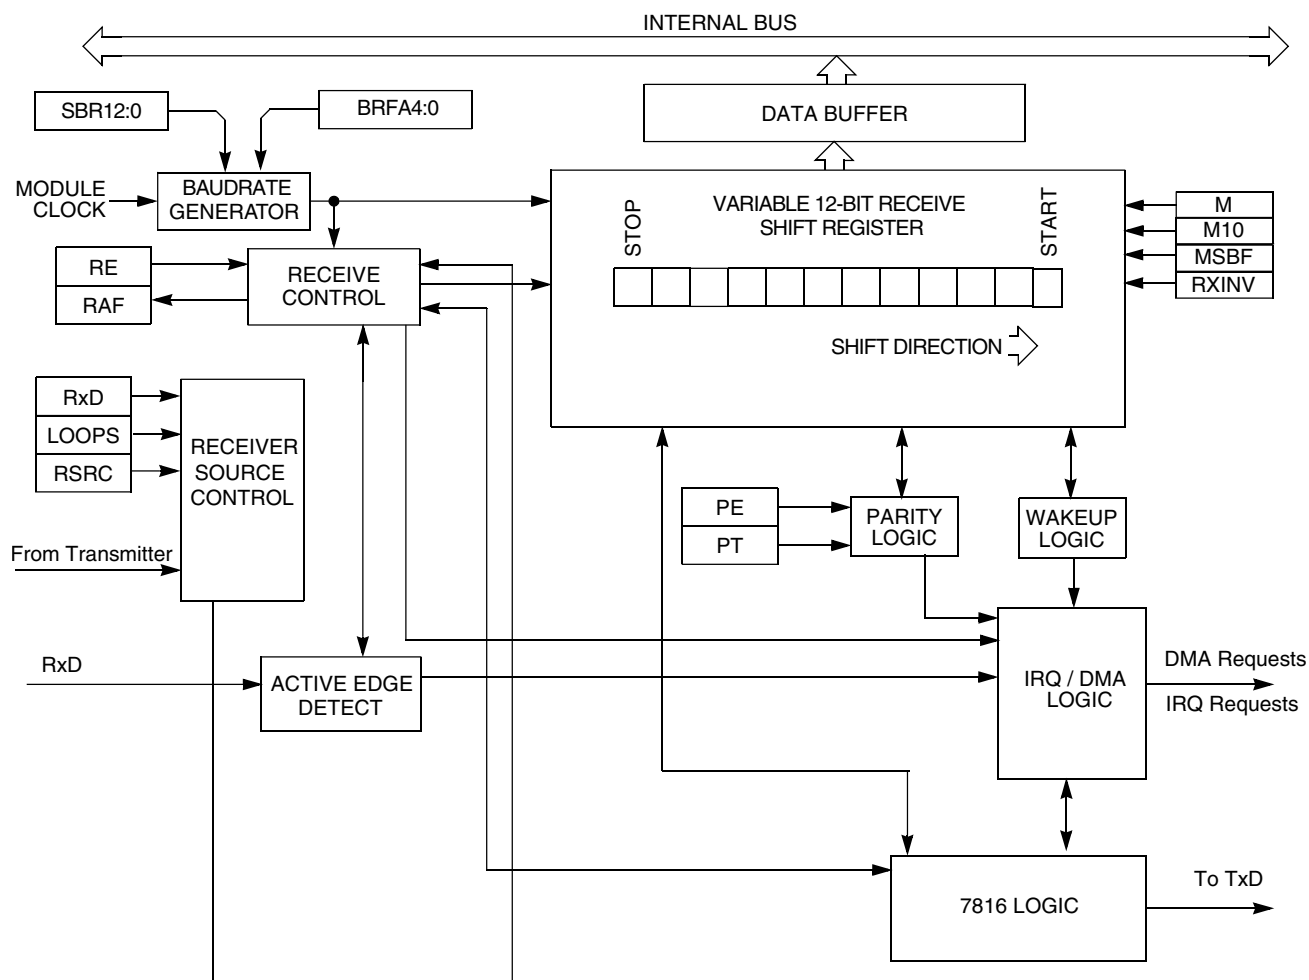 INTERNAL BUS
SBR12:0
BRFA4:0
DATA BUFFER
MODULE
CLOCK
BAUDRATE
GENERATOR
VARIABLE 12-BIT RECEIVE
SHIFT REGISTER
STOP
START
M
M10
MSBF
RXINV
RE
RAF
RECEIVE
CONTROL
SHIFT DIRECTION
RxD
LOOPS
RSRC
RECEIVER
SOURCE
CONTROL
From Transmitter
PE
PT
PARITY
LOGIC
WAKEUP
LOGIC
RxD
ACTIVE EDGE
DETECT
IRQ / DMA
LOGIC
DMA Requests
IRQ Requests
7816 LOGIC
To TxD